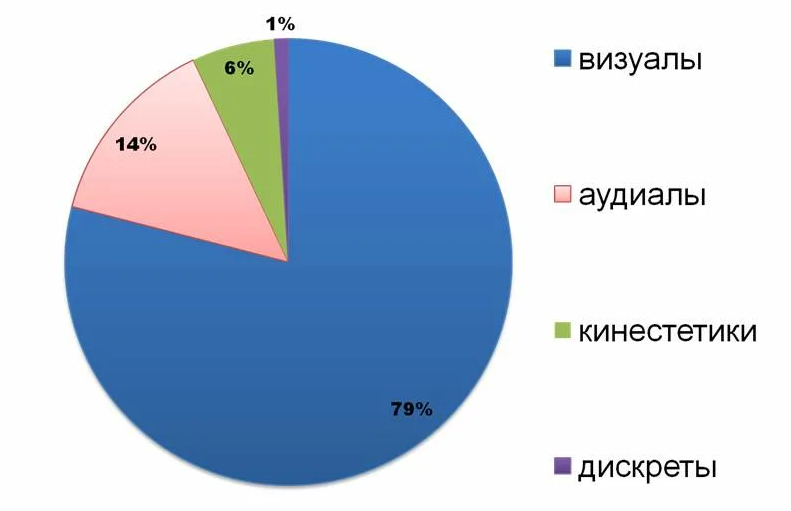 1%
6%
14%
79%
визуалы
аудиалы
кинестетики
дискреты